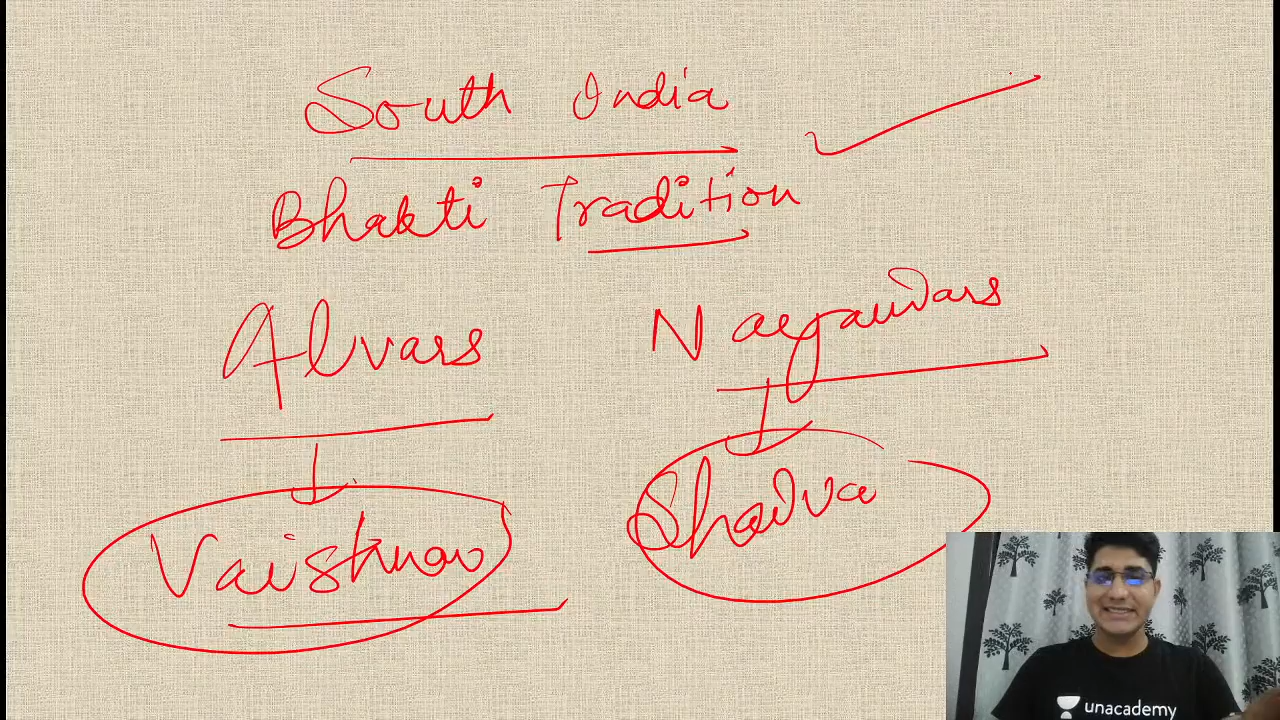 South India
Bhakti Tradition
Alvars Nayanars
Vaishnav Shaiva
unacademy